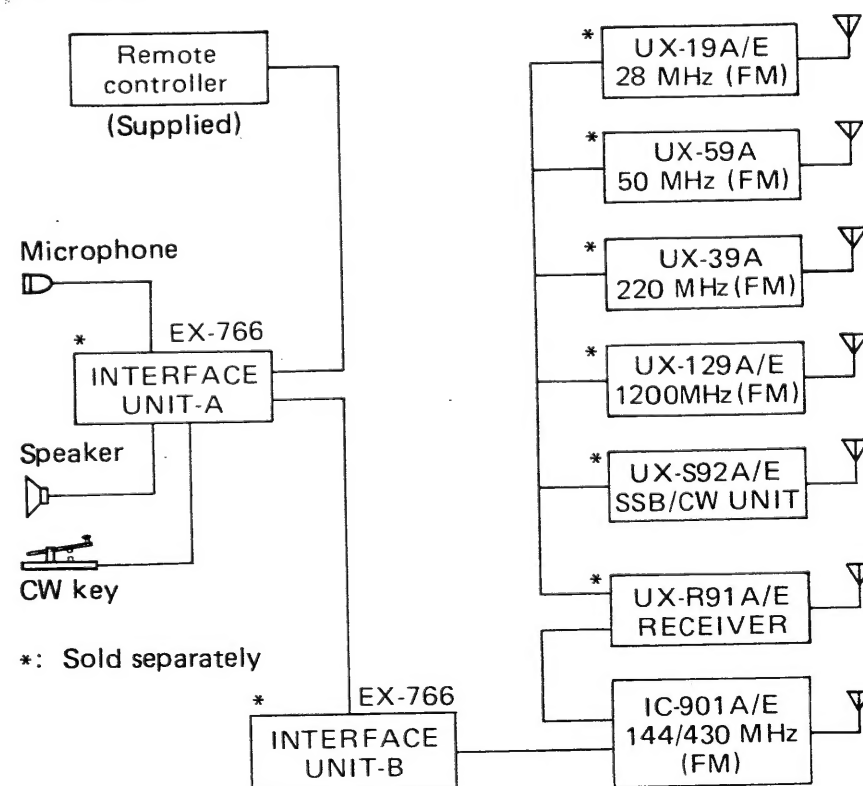 Remote
controller
(Supplied)
Microphone
* EX-766
INTERFACE
UNIT-A
Speaker
CW key
*: Sold separately
* EX-766
INTERFACE
UNIT-B
* UX-19A/E
28 MHz (FM)
* UX-59A
50 MHz (FM)
* UX-39A
220 MHz (FM)
* UX-129A/E
1200MHz (FM)
* UX-S92A/E
SSB/CW UNIT
* UX-R91A/E
RECEIVER
IC-901A/E
144/430 MHz
(FM)